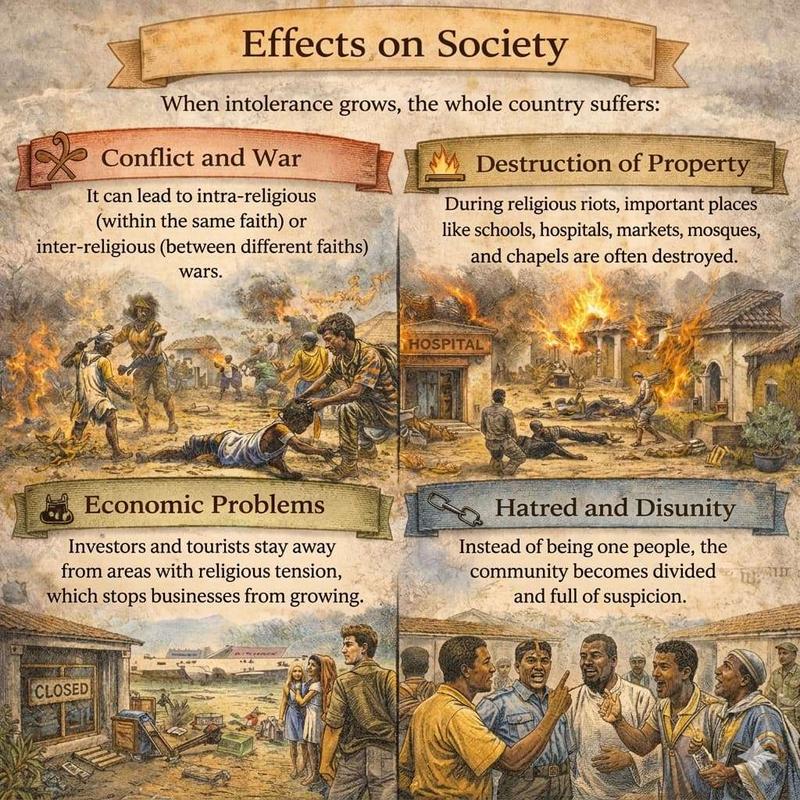 Effects on Society
When intolerance grows, the whole country suffers:
Conflict and War
It can lead to intra-religious
(within the same faith) or
inter-religious (between different faiths)
wars.
Destruction of Property
During religious riots, important places
like schools, hospitals, markets, mosques,
and chapels are often destroyed.
HOSPITAL
Economic Problems
Investors and tourists stay away
from areas with religious tension,
which stops businesses from growing.
CLOSED
Hatred and Disunity
Instead of being one people, the
community becomes divided
and full of suspicion.